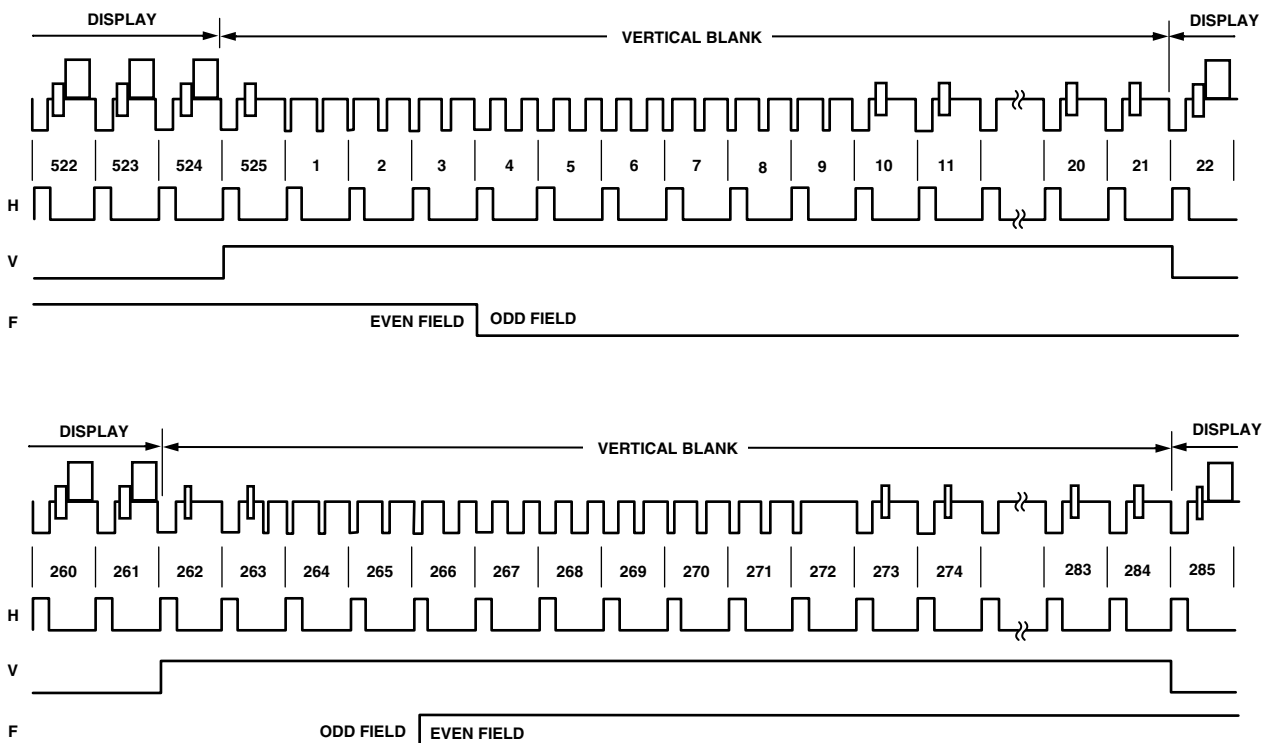 DISPLAY VERTICAL BLANK DISPLAY
522 523 524 525 1 2 3 4 5 6 7 8 9 10 11 20 21 22
H
V
F EVEN FIELD ODD FIELD
DISPLAY VERTICAL BLANK DISPLAY
260 261 262 263 264 265 266 267 268 269 270 271 272 273 274 283 284 285
H
V
F ODD FIELD EVEN FIELD